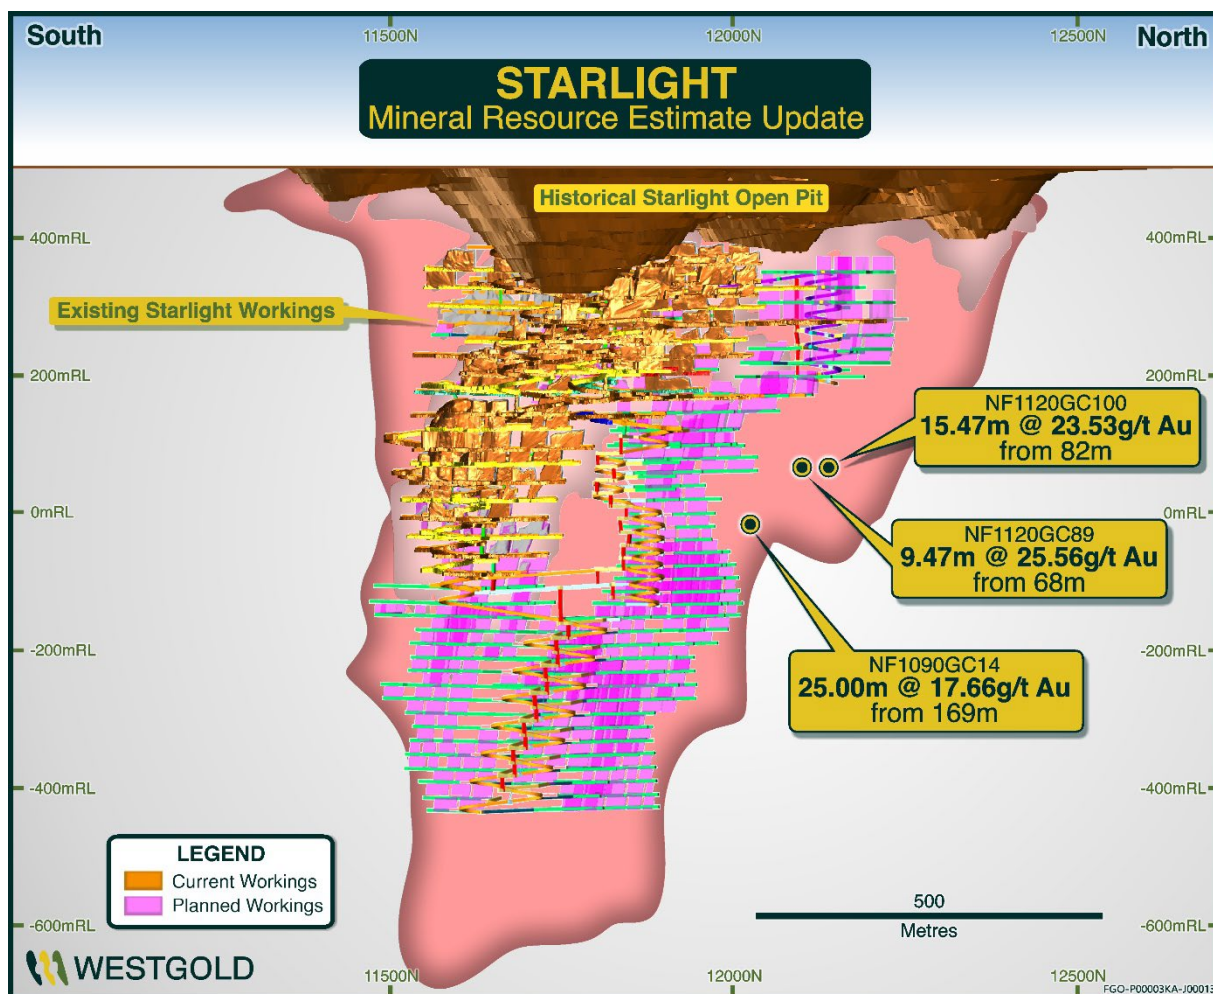 South
11500N
12000N
12500N
North
STARLIGHT
Mineral Resource Estimate Update
Historical Starlight Open Pit
400mRL
400mRL
Existing Starlight Workings
200mRL
200mRL
NF1120GC100
15.47m @ 23.53g/t Au
from 82m
0mRL
0mRL
NF1120GC89
9.47m @ 25.56g/t Au
from 68m
-200mRL
-200mRL
NF1090GC14
25.00m @ 17.66g/t Au
from 169m
-400mRL
-400mRL
LEGEND
Current Workings
Planned Workings
500
Metres
-600mRL
-600mRL
WESTGOLD
11500N
12000N
12500N
FGO-P00003KA-J00013